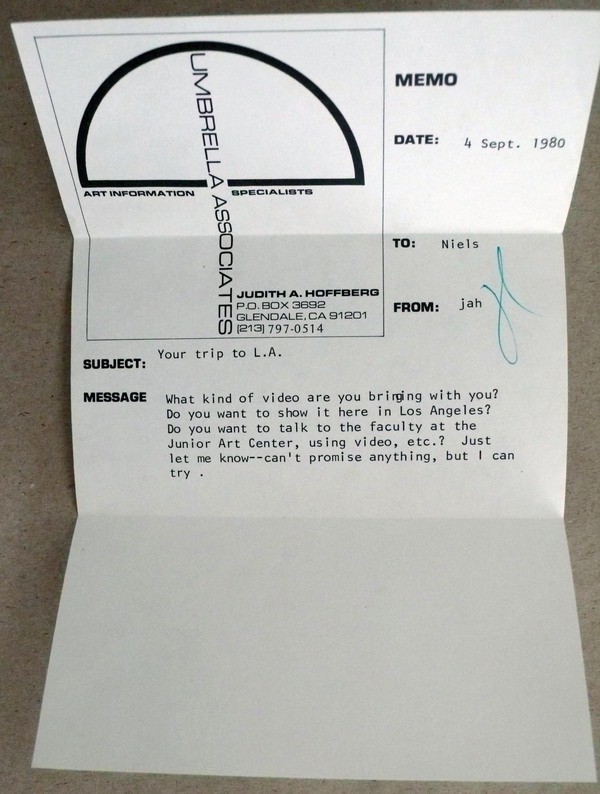 UMBRELLA ASSOCIATES
ART INFORMATION SPECIALISTS
JUDITH A. HOFFBERG
P.O. BOX 3692
GLENDALE, CA 91201
(213) 797-0514
MEMO
DATE: 4 Sept. 1980
TO: Niels
FROM: jah
SUBJECT: Your trip to L.A.
MESSAGE What kind of video are you bringing with you?
Do you want to show it here in Los Angeles?
Do you want to talk to the faculty at the
Junior Art Center, using video, etc.? Just
let me know--can't promise anything, but I can
try .